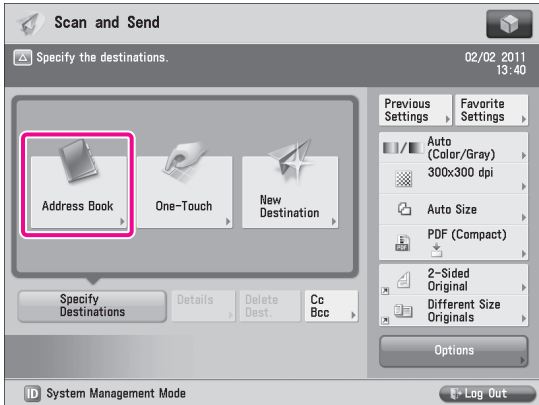 Scan and Send
Specify the destinations.
02/02 2011
13:40
Previous
Settings
Favorite
Settings
Address Book
One-Touch
New
Destination
Auto
(Color/Gray)
300x300 dpi
Auto Size
PDF (Compact)
2-Sided
Original
Different Size
Originals
Specify
Destinations
Details
Delete
Dest.
Cc
Bcc
Options
ID System Management Mode
Log Out